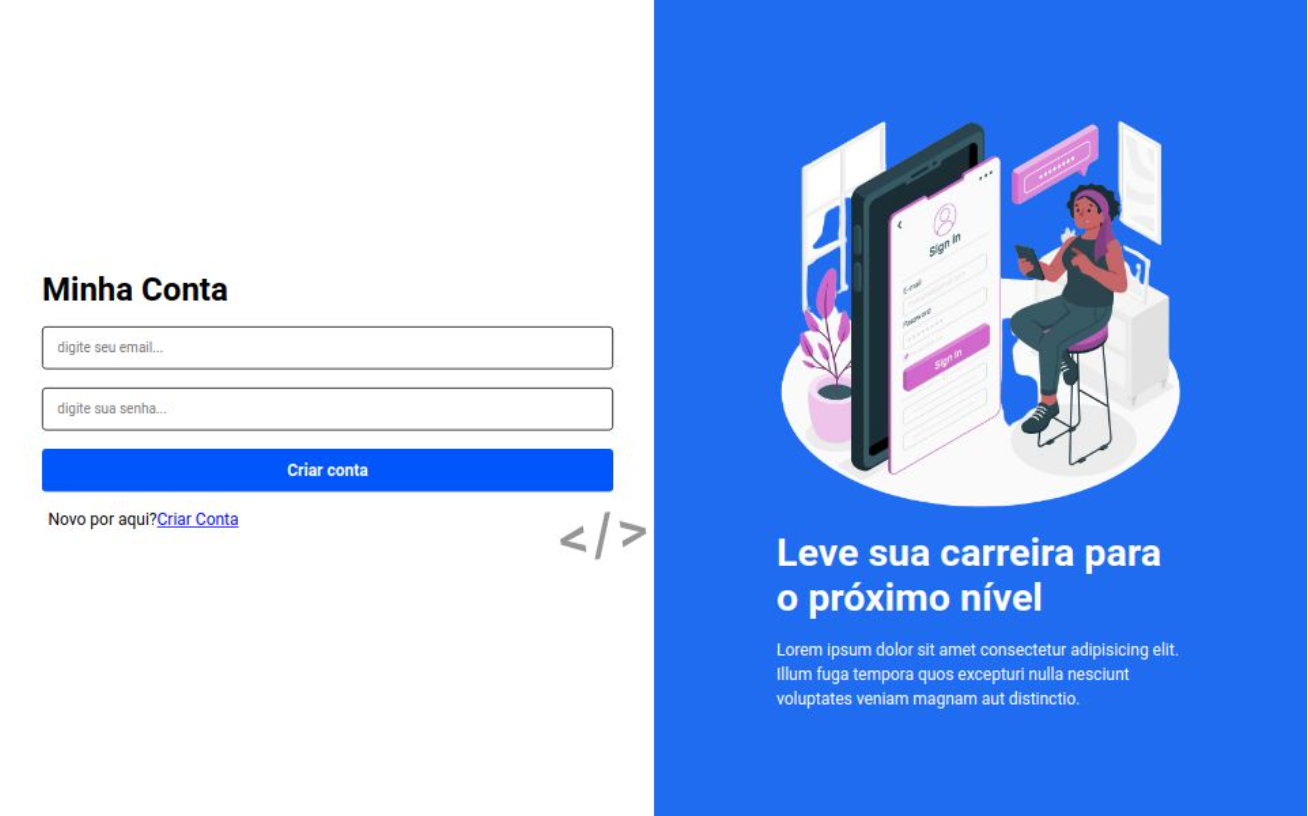 Minha Conta
digite seu email...
digite sua senha...
Criar conta
Novo por aqui?Criar Conta
</>
Sign in
E-mail
Password
Sign in
Leve sua carreira para
o próximo nível
Lorem ipsum dolor sit amet consectetur adipisicing elit.
Illum fuga tempora quos excepturi nulla nesciunt
voluptates veniam magnam aut distinctio.